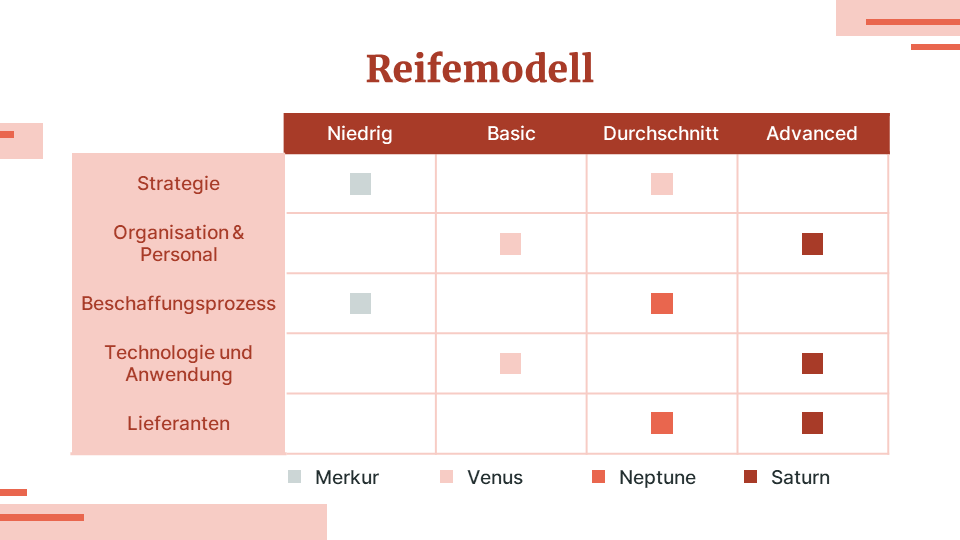 Reifemodell
Niedrig Basic Durchschnitt Advanced
Strategie
Organisation &
Personal
Beschaffungsprozess
Technologie und
Anwendung
Lieferanten
Merkur Venus Neptune Saturn